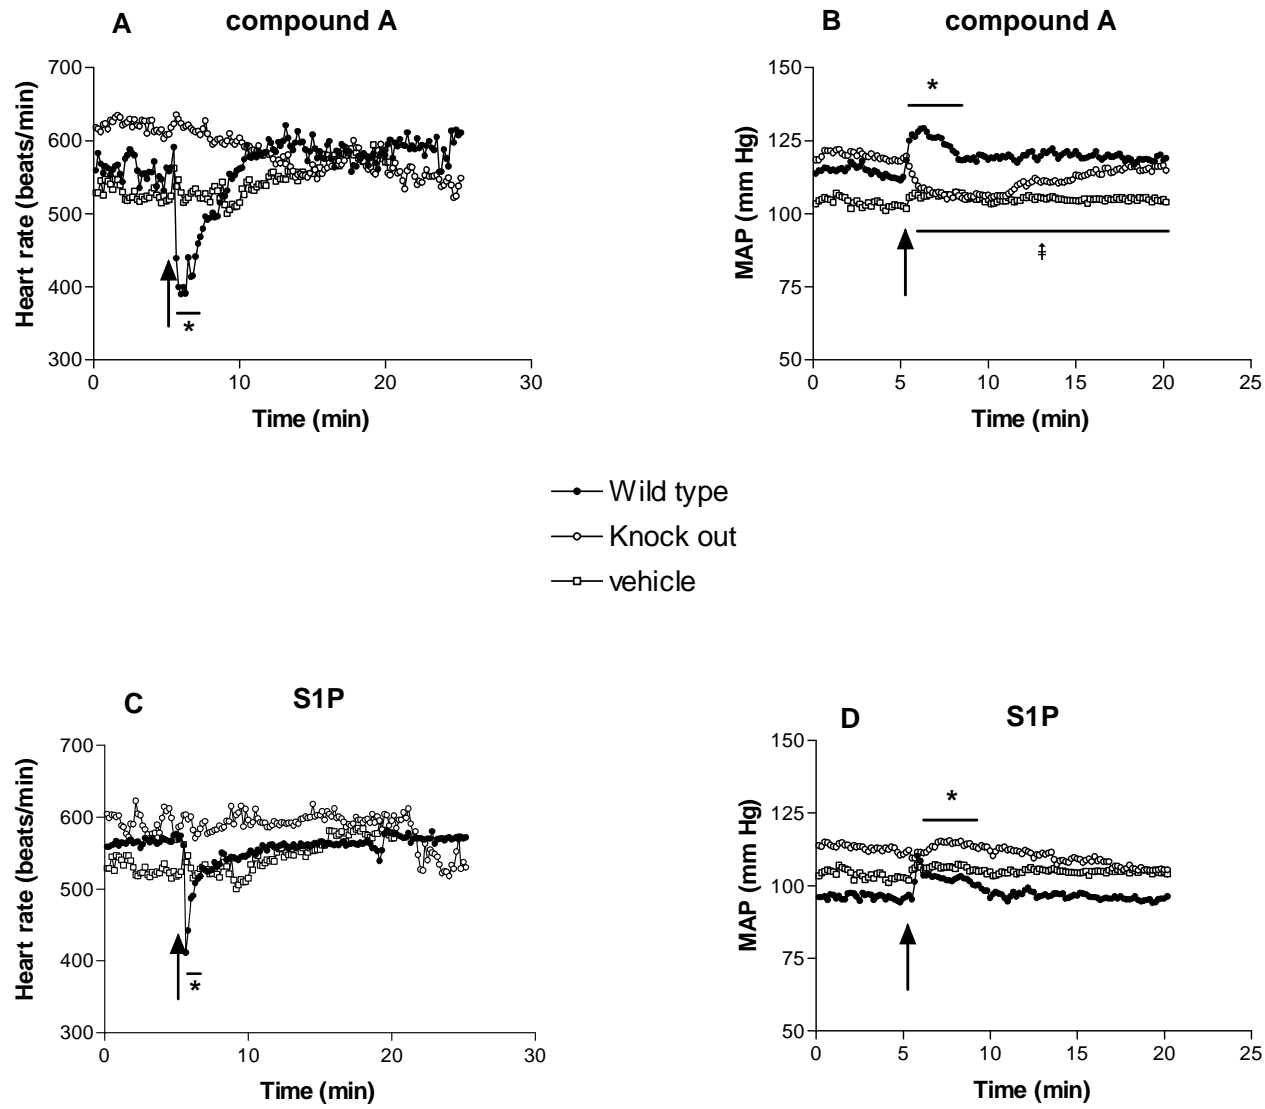 A compound A
700
600
500
400
300
0 10 20 30
Heart rate (beats/min)
Time (min)
*
B compound A
150
125
100
75
50
0 5 10 15 20 25
MAP (mm Hg)
Time (min)
*
‡
Wild type
Knock out
vehicle
C S1P
700
600
500
400
300
0 10 20 30
Heart rate (beats/min)
Time (min)
*
D S1P
150
125
100
75
50
0 5 10 15 20 25
MAP (mm Hg)
Time (min)
*